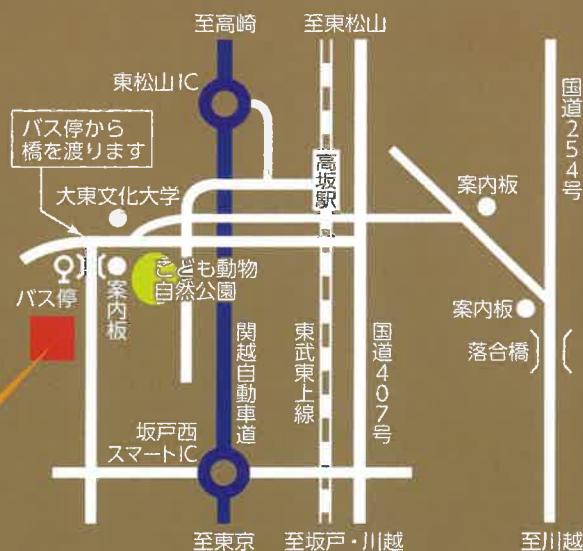 至高崎
至東松山
東松山IC
国道254号
バス停から
橋を渡ります
高坂駅
大東文化大学
案内板
こども動物
自然公園
バス停
案内板
案内板
落合橋
関越自動車道
東武東上線
国道407号
坂戸西
スマートIC
至東京
至坂戸・川越
至川越